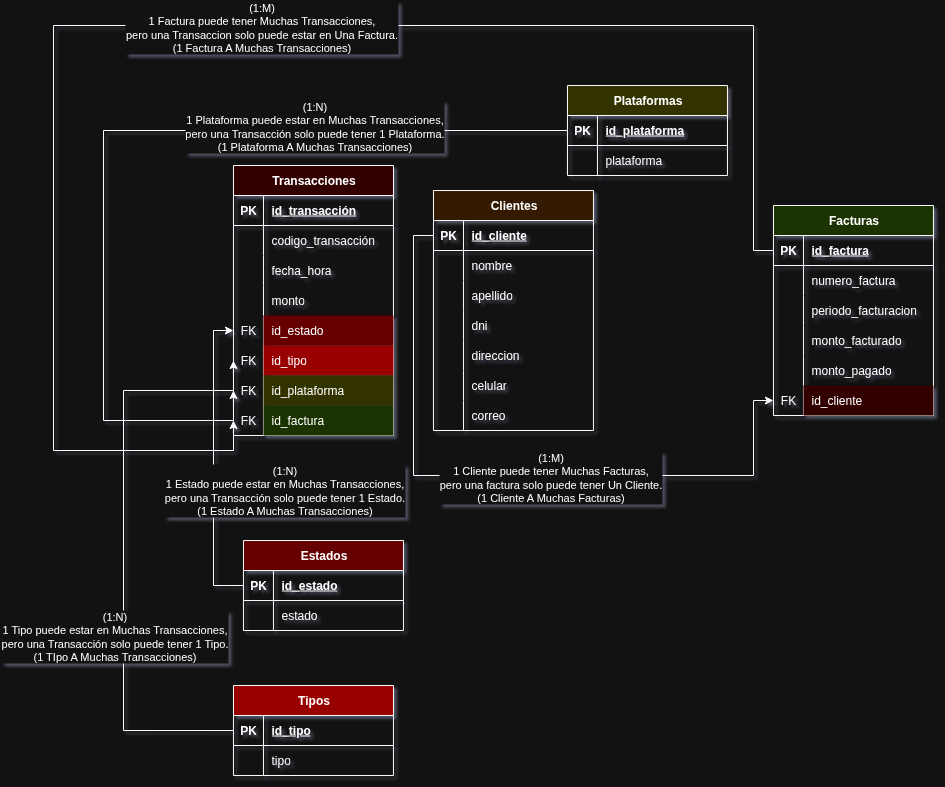 (1:M)
1 Factura puede tener Muchas Transacciones,
pero una Transaccion solo puede estar en Una Factura.
(1 Factura A Muchas Transacciones)
(1:N)
1 Plataforma puede estar en Muchas Transacciones,
pero una Transacción solo puede tener 1 Plataforma.
(1 Plataforma A Muchas Transacciones)
Plataformas
PK id_plataforma
plataforma
Transacciones
PK id_transacción
codigo_transacción
fecha_hora
monto
FK id_estado
FK id_tipo
FK id_plataforma
FK id_factura
Clientes
PK id_cliente
nombre
apellido
dni
direccion
celular
correo
Facturas
PK id_factura
numero_factura
periodo_facturacion
monto_facturado
monto_pagado
FK id_cliente
(1:M)
1 Cliente puede tener Muchas Facturas,
pero una factura solo puede tener Un Cliente.
(1 Cliente A Muchas Facturas)
(1:N)
1 Estado puede estar en Muchas Transacciones,
pero una Transacción solo puede tener 1 Estado.
(1 Estado A Muchas Transacciones)
Estados
PK id_estado
estado
(1:N)
1 Tipo puede estar en Muchas Transacciones,
pero una Transacción solo puede tener 1 Tipo.
(1 TIpo A Muchas Transacciones)
Tipos
PK id_tipo
tipo